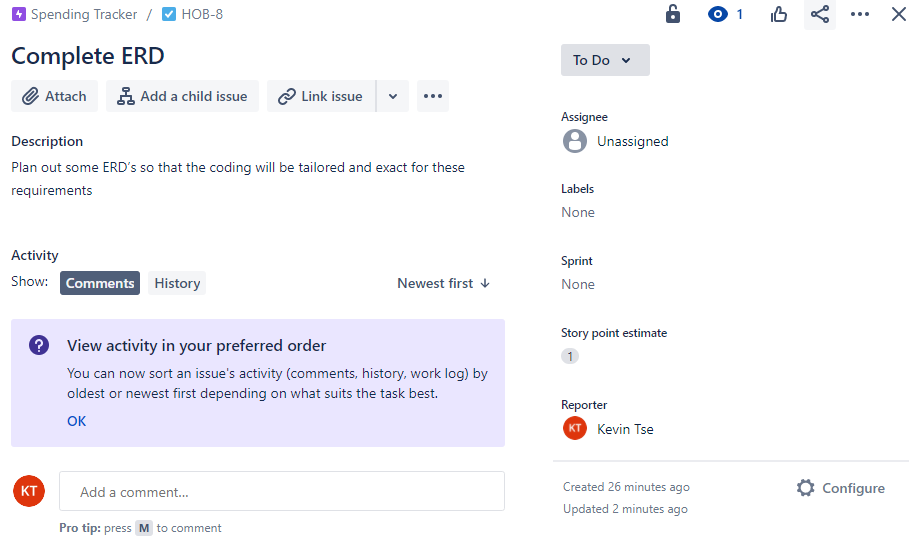 Spending Tracker / HOB-8
1
Complete ERD
Attach
Add a child issue
Link issue
Description
Plan out some ERD's so that the coding will be tailored and exact for these
requirements
Activity
Show:
Comments
History
Newest first
View activity in your preferred order
You can now sort an issue's activity (comments, history, work log) by
oldest or newest first depending on what suits the task best.
OK
KT
Add a comment...
Pro tip: press M to comment
To Do
Assignee
Unassigned
Labels
None
Sprint
None
Story point estimate
1
Reporter
KT
Kevin Tse
Created 26 minutes ago
Updated 2 minutes ago
Configure